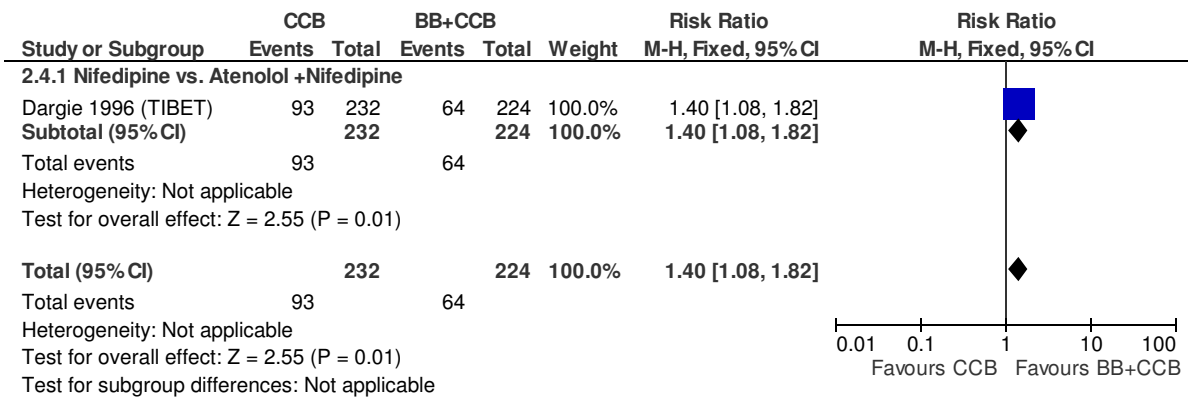 CCB BB+CCB Risk Ratio Risk Ratio
Study or Subgroup Events Total Events Total Weight M-H, Fixed, 95% CI M-H, Fixed, 95% CI
2.4.1 Nifedipine vs. Atenolol +Nifedipine
Dargie 1996 (TIBET) 93 232 64 224 100.0% 1.40 [1.08, 1.82]
Subtotal (95% CI) 232 224 100.0% 1.40 [1.08, 1.82]
Total events 93 64
Heterogeneity: Not applicable
Test for overall effect: Z = 2.55 (P = 0.01)
Total (95% CI) 232 224 100.0% 1.40 [1.08, 1.82]
Total events 93 64
Heterogeneity: Not applicable
Test for overall effect: Z = 2.55 (P = 0.01)
Test for subgroup differences: Not applicable
0.01 0.1 1 10 100
Favours CCB Favours BB+CCB